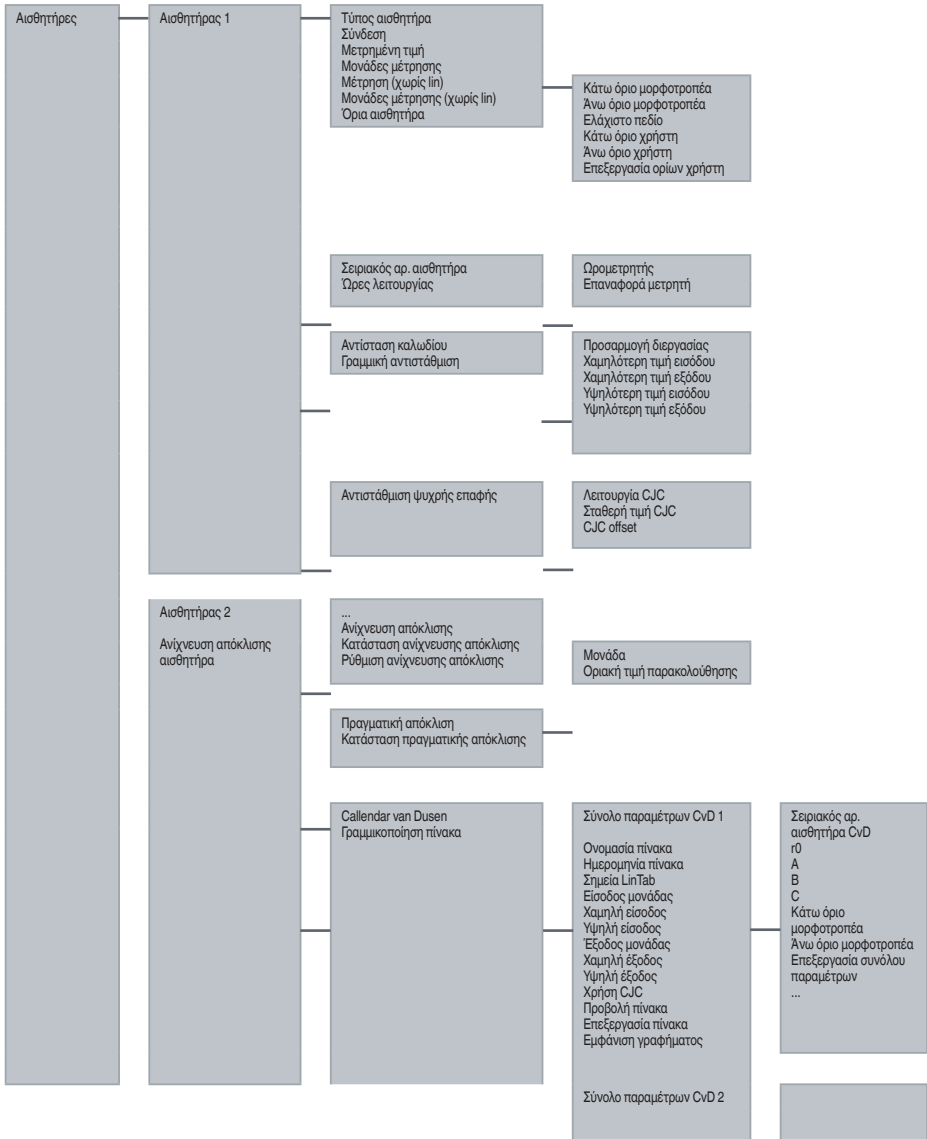 Αισθητήρες
Αισθητήρας 1
Τύπος αισθητήρα
Σύνδεση
Μετρημένη τιμή
Μονάδες μέτρησης
Μέτρηση (χωρίς lin)
Μονάδες μέτρησης (χωρίς lin)
Όρια αισθητήρα
Κάτω όριο μορφοτροπέα
Άνω όριο μορφοτροπέα
Ελάχιστο πεδίο
Κάτω όριο χρήστη
Άνω όριο χρήστη
Επεξεργασία ορίων χρήστη
Σειριακός αρ. αισθητήρα
Ώρες λειτουργίας
Ωρομετρητής
Επαναφορά μετρητή
Αντίσταση καλωδίου
Γραμμική αντιστάθμιση
Προσαρμογή διεργασίας
Χαμηλότερη τιμή εισόδου
Χαμηλότερη τιμή εξόδου
Υψηλότερη τιμή εισόδου
Υψηλότερη τιμή εξόδου
Αντιστάθμιση ψυχρής επαφής
Λειτουργία CJC
Σταθερή τιμή CJC
CJC offset
Αισθητήρας 2
Ανίχνευση απόκλισης
αισθητήρα
...
Ανίχνευση απόκλισης
Κατάσταση ανίχνευσης απόκλισης
Ρύθμιση ανίχνευσης απόκλισης
Μονάδα
Οριακή τιμή παρακολούθησης
Πραγματική απόκλιση
Κατάσταση πραγματικής απόκλισης
Callendar van Dusen
Γραμμικοποίηση πίνακα
Σύνολο παραμέτρων CvD 1
Ονομασία πίνακα
Ημερομηνία πίνακα
Σημεία LinTab
Είσοδος μονάδας
Χαμηλή είσοδος
Υψηλή είσοδος
Έξοδος μονάδας
Χαμηλή έξοδος
Υψηλή έξοδος
Χρήση CJC
Προβολή πίνακα
Επεξεργασία πίνακα
Εμφάνιση γραφήματος
Σύνολο παραμέτρων CvD 2
Σειριακός αρ.
αισθητήρα CvD
r0
A
B
C
Κάτω όριο
μορφοτροπέα
Άνω όριο μορφοτροπέα
Επεξεργασία συνόλου
παραμέτρων
...